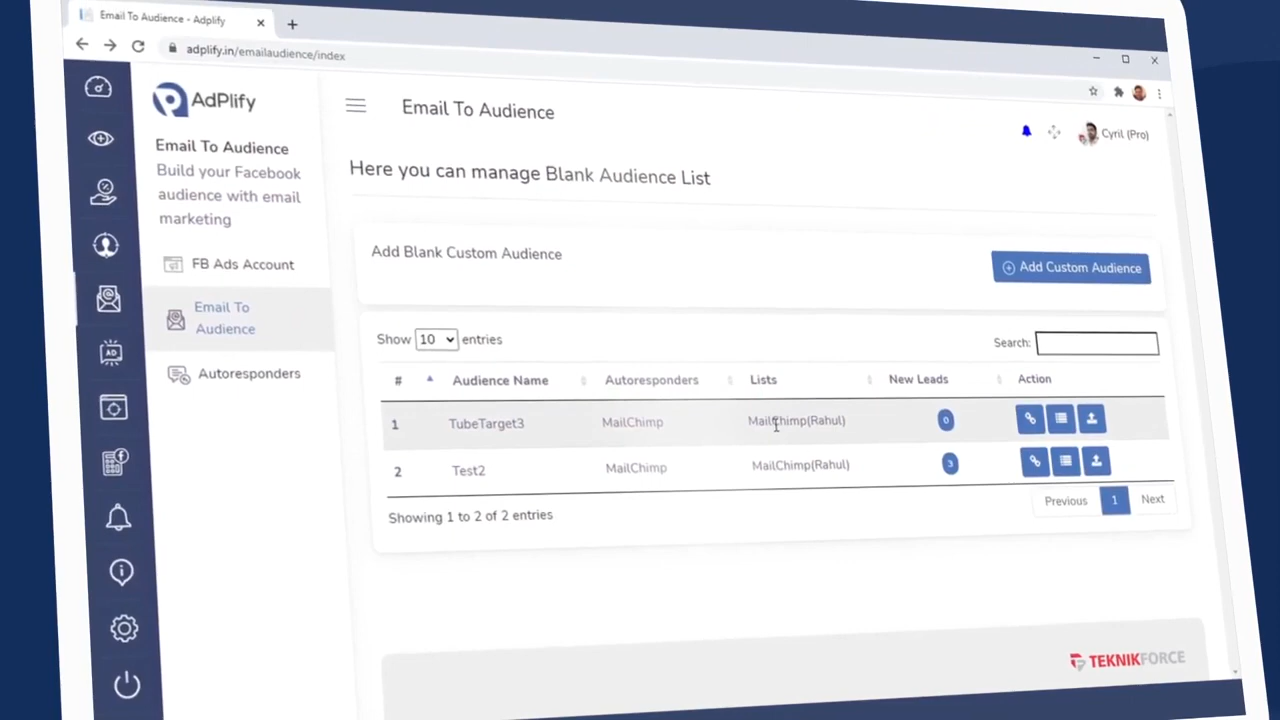 Email To Audience - Adplify
adplify.in/emailaudience/index
AdPlify
Email To Audience
Build your Facebook
audience with email
marketing
FB Ads Account
Email To
Audience
Autoresponders
Email To Audience
Cyril (Pro)
Here you can manage Blank Audience List
Add Blank Custom Audience
Add Custom Audience
Show 10 entries
Search:
# Audience Name Autoresponders Lists New Leads Action
1 TubeTarget3 MailChimp MailChimp(Rahul) 0
2 Test2 MailChimp MailChimp(Rahul) 3
Showing 1 to 2 of 2 entries
Previous 1 Next
TEKNIKFORCE
AD